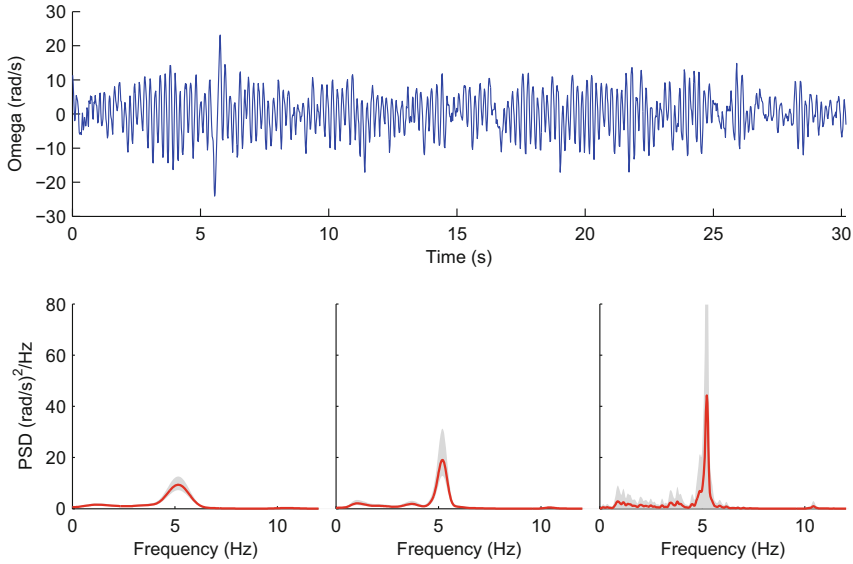 30
20
10
0
−10
−20
−30
Omega (rad/s)
0 5 10 15 20 25 30
Time (s)
80
60
40
20
0
PSD (rad/s)²/Hz
0 5 10
Frequency (Hz)
0 5 10
Frequency (Hz)
0 5 10
Frequency (Hz)